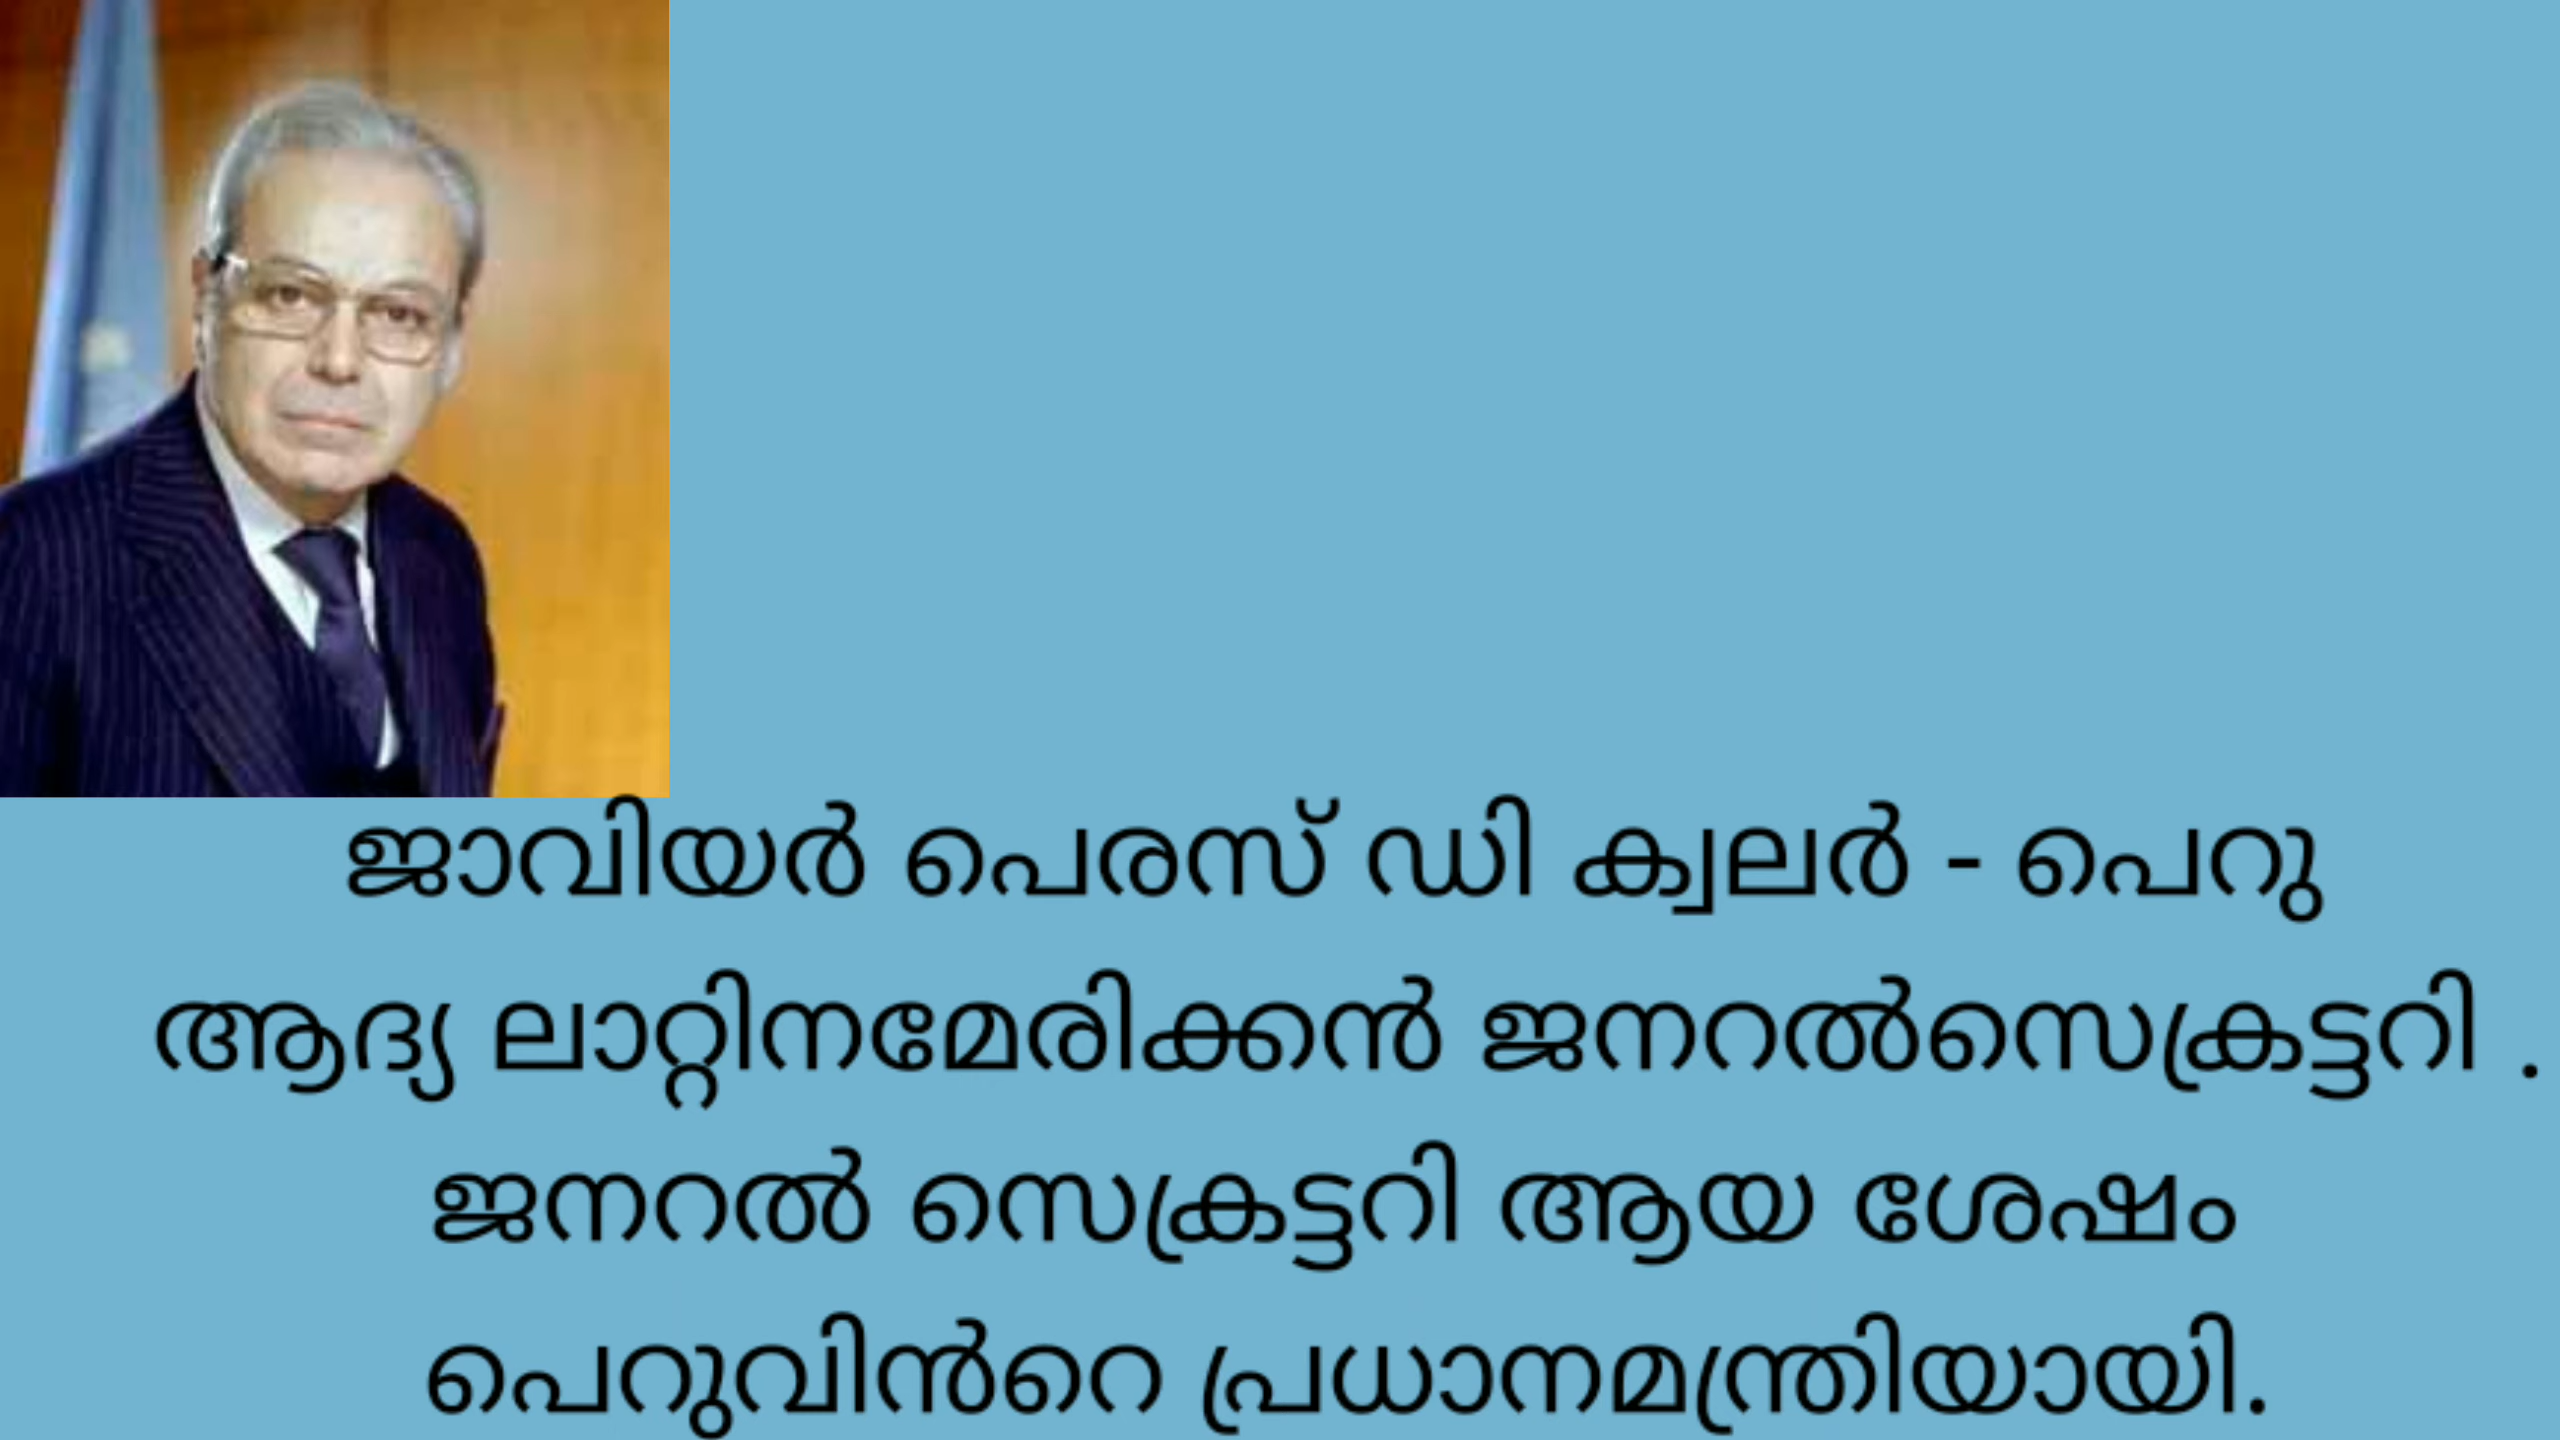 ജാവിയർ പെരസ് ഡി ക്വലർ - പെറു
ആദ്യ ലാറ്റിനമേരിക്കൻ ജനറൽസെക്രട്ടറി .
ജനറൽ സെക്രട്ടറി ആയ ശേഷം
പെറുവിൻറെ പ്രധാനമന്ത്രിയായി.